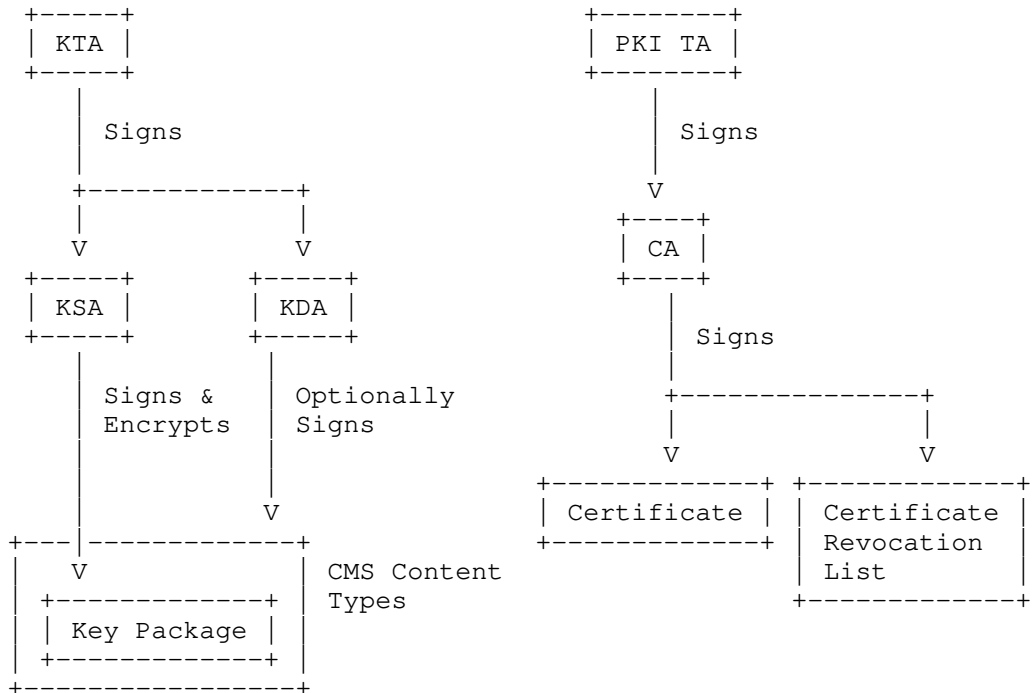 KTA
PKI TA
Signs
Signs
CA
KSA
KDA
Signs
Signs &
Encrypts
Optionally
Signs
Certificate
Certificate
Revocation
List
CMS Content
Types
Key Package